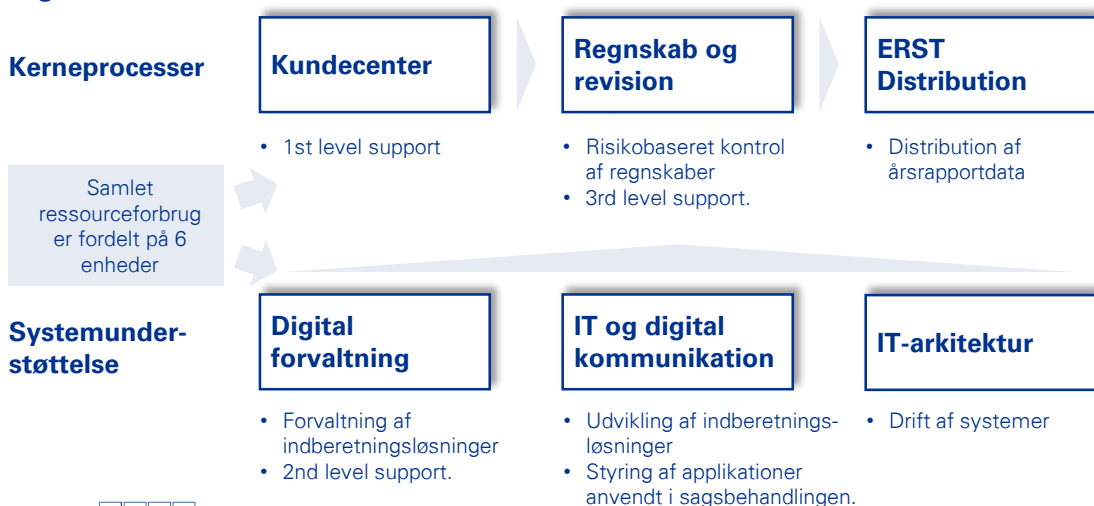 Kerneprocesser
Kundecenter
Regnskab og
revision
ERST
Distribution
• 1st level support
• Risikobaseret kontrol
af regnskaber
• 3rd level support.
• Distribution af
årsrapportdata
Samlet
ressourceforbrug
er fordelt på 6
enheder
Systemunder-
støttelse
Digital
forvaltning
IT og digital
kommunikation
IT-arkitektur
• Forvaltning af
indberetningsløsninger
• 2nd level support.
• Udvikling af indberetnings-
løsninger
• Styring af applikationer
anvendt i sagsbehandlingen.
• Drift af systemer